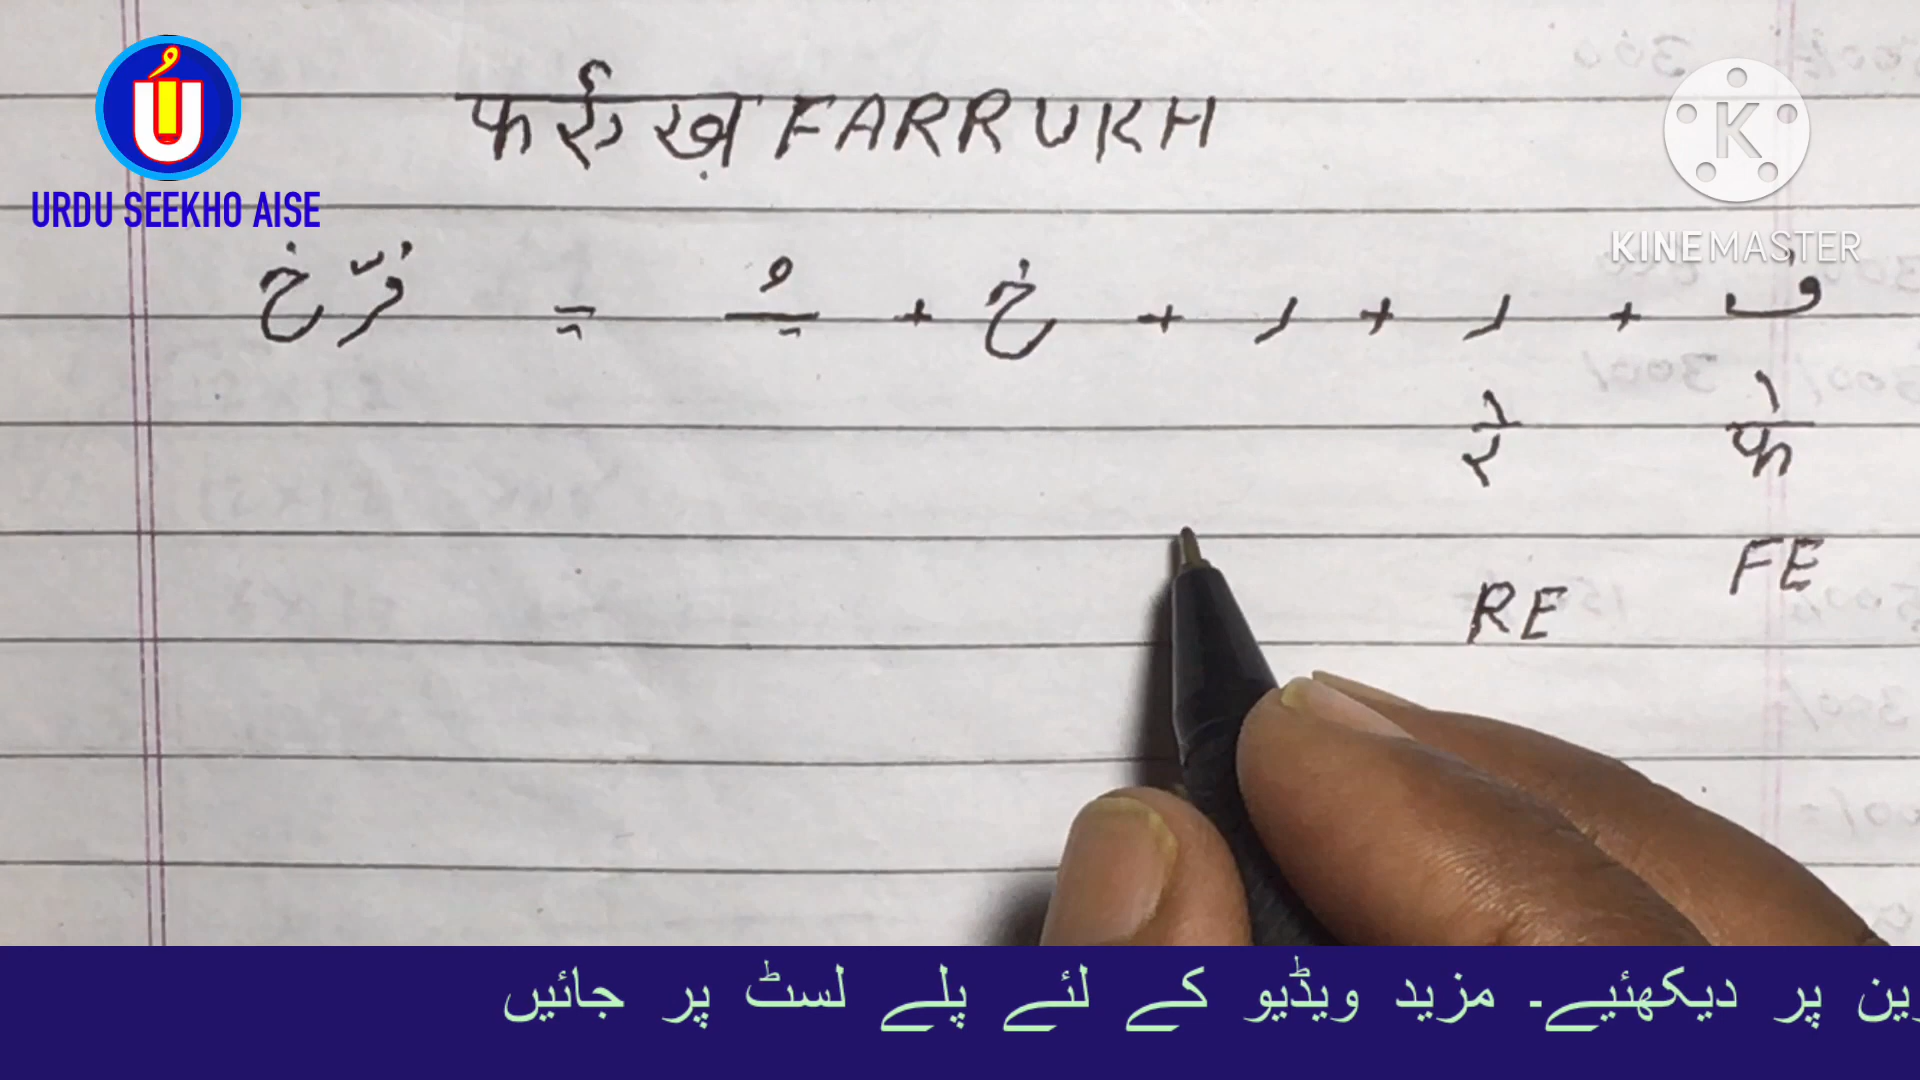 फर्रुख़ FARRUKH
URDU SEEKHO AISE
KINEMASTER
ف + ر + ر + خ + ــُـ = فرّخ
फ़े रे
FE
RE
پر دیکھئیے۔ مزید ویڈیو کے لئے پلے لسٹ پر جائیں